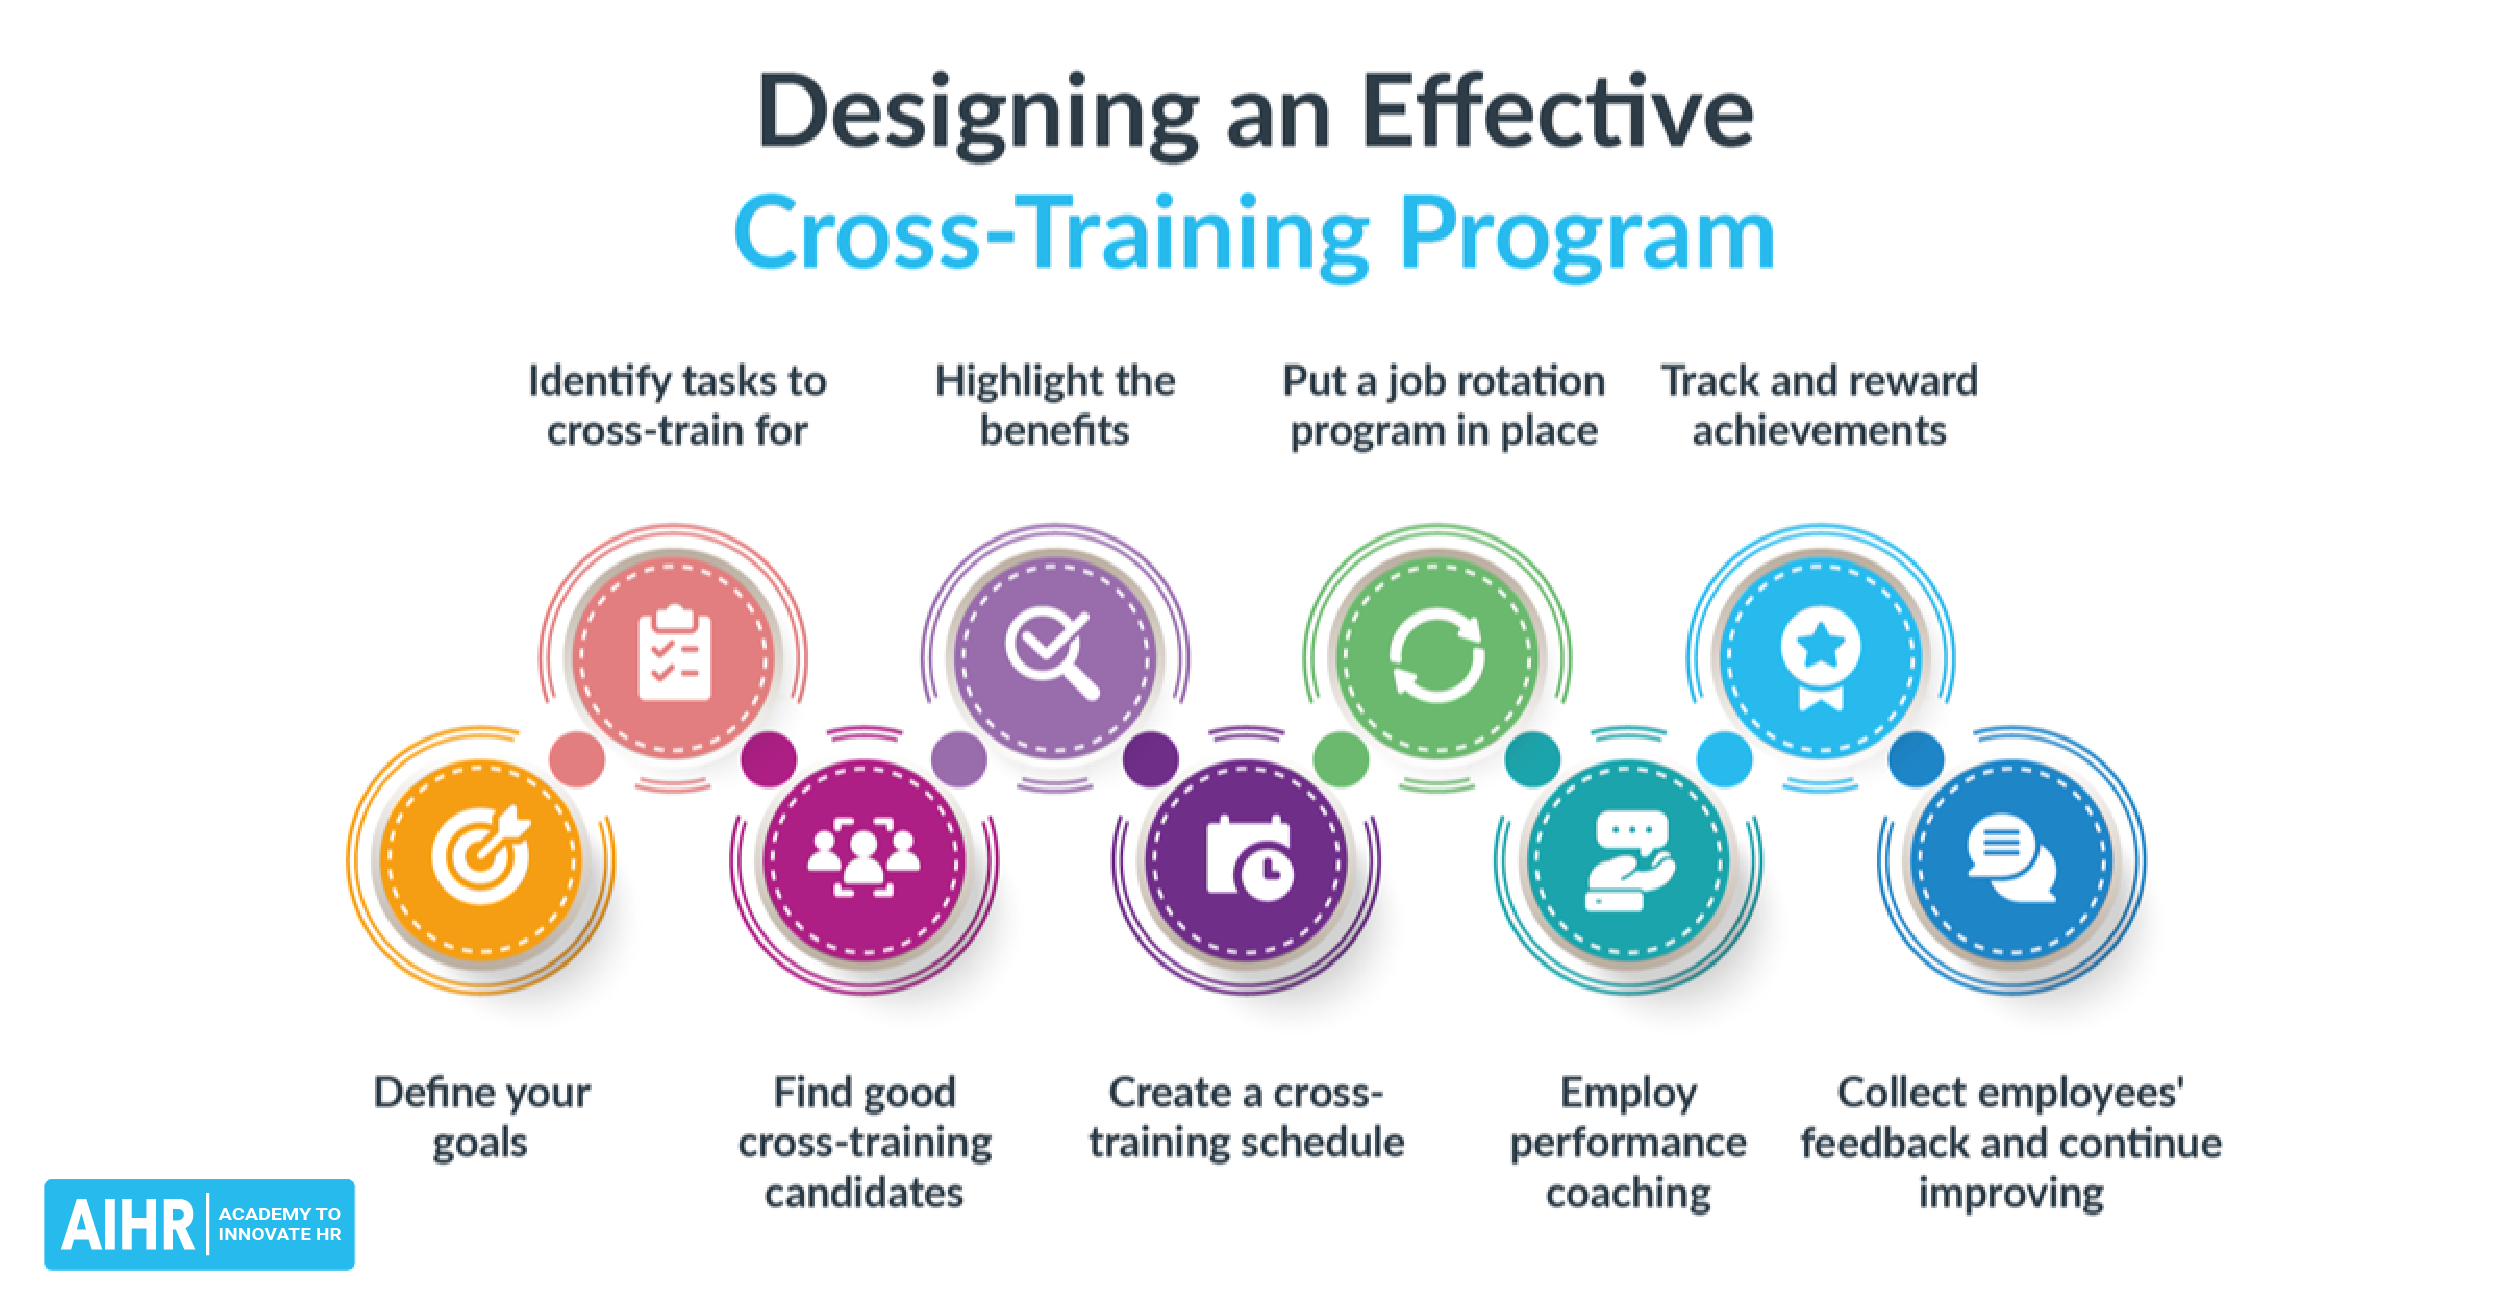 Designing an Effective
Cross-Training Program
Identify tasks to
cross-train for
Highlight the
benefits
Put a job rotation
program in place
Track and reward
achievements
Define your
goals
Find good
cross-training
candidates
Create a cross-
training schedule
Employ
performance
coaching
Collect employees'
feedback and continue
improving
AIHR
ACADEMY TO
INNOVATE HR